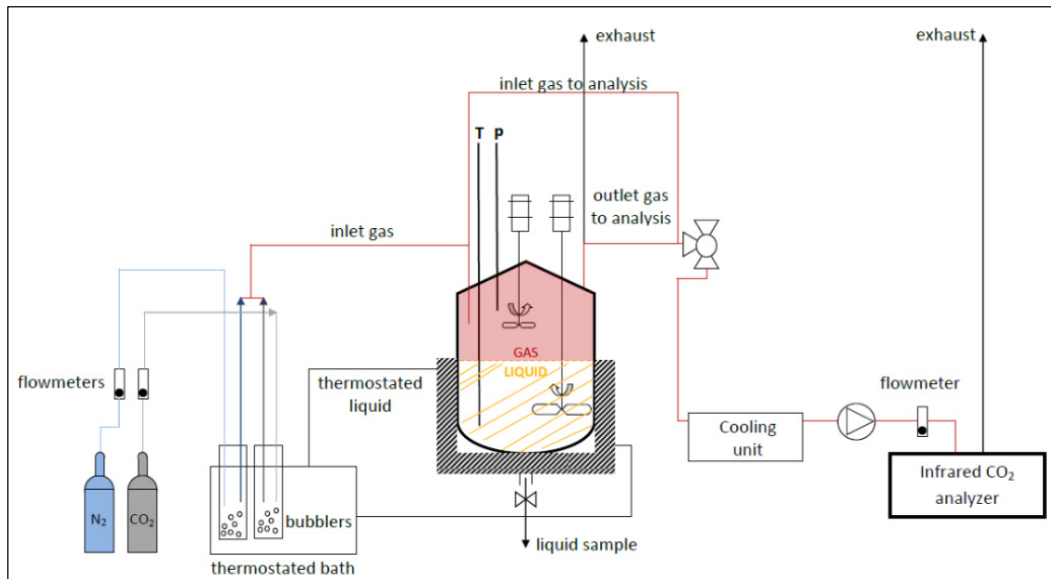 exhaust
exhaust
inlet gas to analysis
T p
outlet gas
to analysis
inlet gas
GAS
LIQUID
flowmeters
thermostated
liquid
flowmeter
Cooling
unit
Infrared CO₂
analyzer
N₂
CO₂
bubblers
liquid sample
thermostated bath